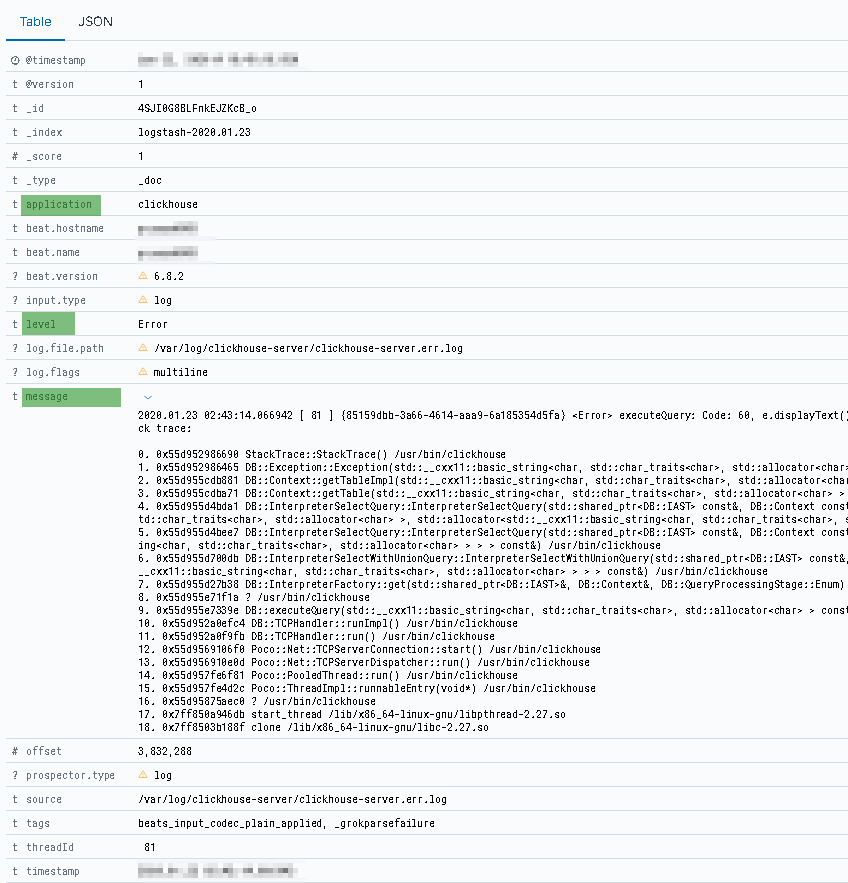 Table JSON
@timestamp
t @version 1
t _id 4SJI0G8BLFnkEJZKcB_o
t _index logstash-2020.01.23
# _score 1
t _type _doc
t application clickhouse
t beat.hostname
t beat.name
? beat.version 6.8.2
? input.type log
t level Error
? log.file.path /var/log/clickhouse-server/clickhouse-server.err.log
? log.flags multiline
t message
2020.01.23 02:43:14.066942 [ 81 ] {85159dbb-3a66-4614-aaa9-6a185354d5fa} <Error> executeQuery: Code: 60, e.displayText()
ck trace:
0. 0x55d952986690 StackTrace::StackTrace() /usr/bin/clickhouse
1. 0x55d952986465 DB::Exception::Exception(std::__cxx11::basic_string<char, std::char_traits<char>, std::allocator<char>
2. 0x55d955cdb881 DB::Context::getTableImpl(std::__cxx11::basic_string<char, std::char_traits<char>, std::allocator<cha
3. 0x55d955cdba71 DB::Context::getTable(std::__cxx11::basic_string<char, std::char_traits<char>, std::allocator<char> >
4. 0x55d955d4bda1 DB::InterpreterSelectQuery::InterpreterSelectQuery(std::shared_ptr<DB::IAST> const&, DB::Context cons
td::char_traits<char>, std::allocator<char> >, std::allocator<std::__cxx11::basic_string<char, std::char_traits<char>, s
5. 0x55d955d4bee7 DB::InterpreterSelectQuery::InterpreterSelectQuery(std::shared_ptr<DB::IAST> const&, DB::Context cons
ing<char, std::char_traits<char>, std::allocator<char> > > > const&) /usr/bin/clickhouse
6. 0x55d955d700db DB::InterpreterSelectWithUnionQuery::InterpreterSelectWithUnionQuery(std::shared_ptr<DB::IAST> const&,
__cxx11::basic_string<char, std::char_traits<char>, std::allocator<char> > > > const&) /usr/bin/clickhouse
7. 0x55d955d27b38 DB::InterpreterFactory::get(std::shared_ptr<DB::IAST>&, DB::Context&, DB::QueryProcessingStage::Enum)
8. 0x55d955e71f1a ? /usr/bin/clickhouse
9. 0x55d955e7339e DB::executeQuery(std::__cxx11::basic_string<char, std::char_traits<char>, std::allocator<char> > const
10. 0x55d952a0efc4 DB::TCPHandler::runImpl() /usr/bin/clickhouse
11. 0x55d952a0f9fb DB::TCPHandler::run() /usr/bin/clickhouse
12. 0x55d9569106f0 Poco::Net::TCPServerConnection::start() /usr/bin/clickhouse
13. 0x55d956910e0d Poco::Net::TCPServerDispatcher::run() /usr/bin/clickhouse
14. 0x55d957fe6f81 Poco::PooledThread::run() /usr/bin/clickhouse
15. 0x55d957fe4d2c Poco::ThreadImpl::runnableEntry(void*) /usr/bin/clickhouse
16. 0x55d95875aec0 ? /usr/bin/clickhouse
17. 0x7ff850a946db start_thread /lib/x86_64-linux-gnu/libpthread-2.27.so
18. 0x7ff8503b188f clone /lib/x86_64-linux-gnu/libc-2.27.so
# offset 3,832,288
? prospector.type log
t source /var/log/clickhouse-server/clickhouse-server.err.log
t tags beats_input_codec_plain_applied, _grokparsefailure
t threadId 81
t timestamp